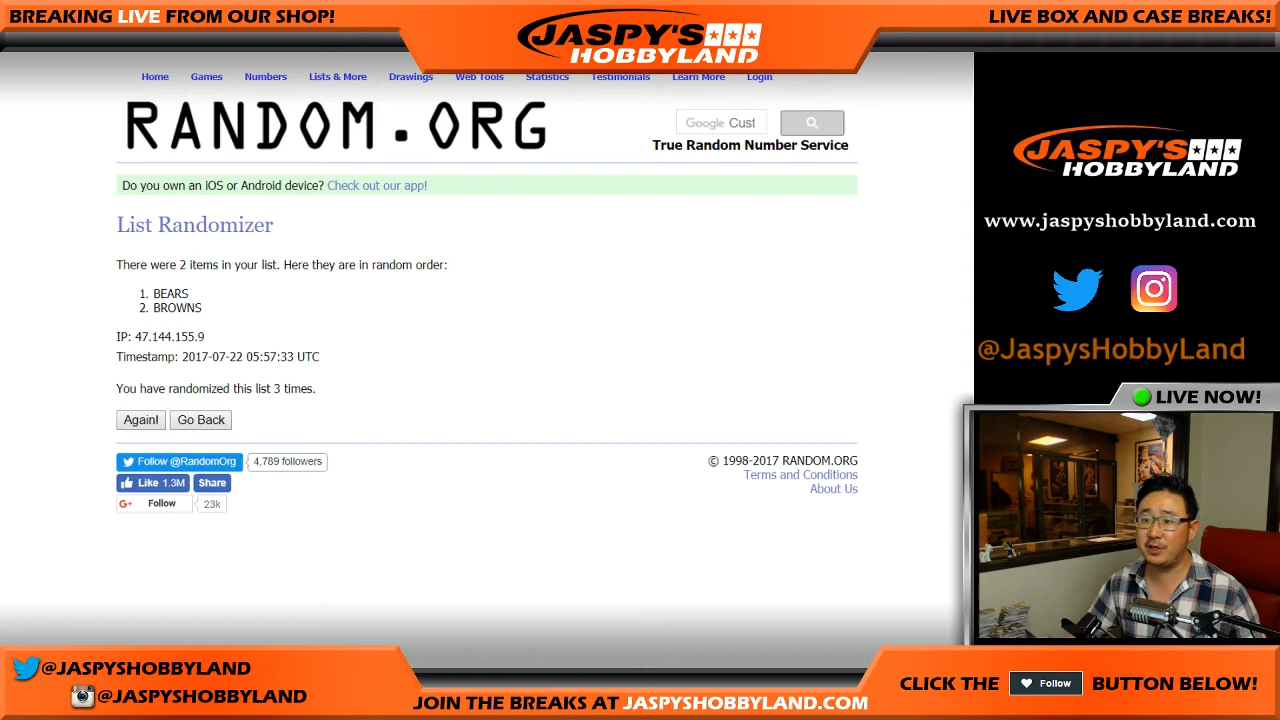 BREAKING LIVE FROM OUR SHOP!
JASPY'S
HOBBYLAND
LIVE BOX AND CASE BREAKS!
Home Games Numbers Lists & More Drawings Web Tools Statistics Testimonials Learn More Login
RANDOM.ORG
Google Cust
True Random Number Service
Do you own an iOS or Android device? Check out our app!
List Randomizer
There were 2 items in your list. Here they are in random order:
1. BEARS
2. BROWNS
IP: 47.144.155.9
Timestamp: 2017-07-22 05:57:33 UTC
You have randomized this list 3 times.
Again! Go Back
Follow @RandomOrg 4,789 followers
Like 1.3M Share
G+ Follow 23k
© 1998-2017 RANDOM.ORG
Terms and Conditions
About Us
JASPY'S
HOBBYLAND
www.jaspyshobbyland.com
@JaspysHobbyLand
LIVE NOW!
@JASPYSHOBBYLAND
@JASPYSHOBBYLAND
JOIN THE BREAKS AT JASPYSHOBBYLAND.COM
CLICK THE Follow BUTTON BELOW!